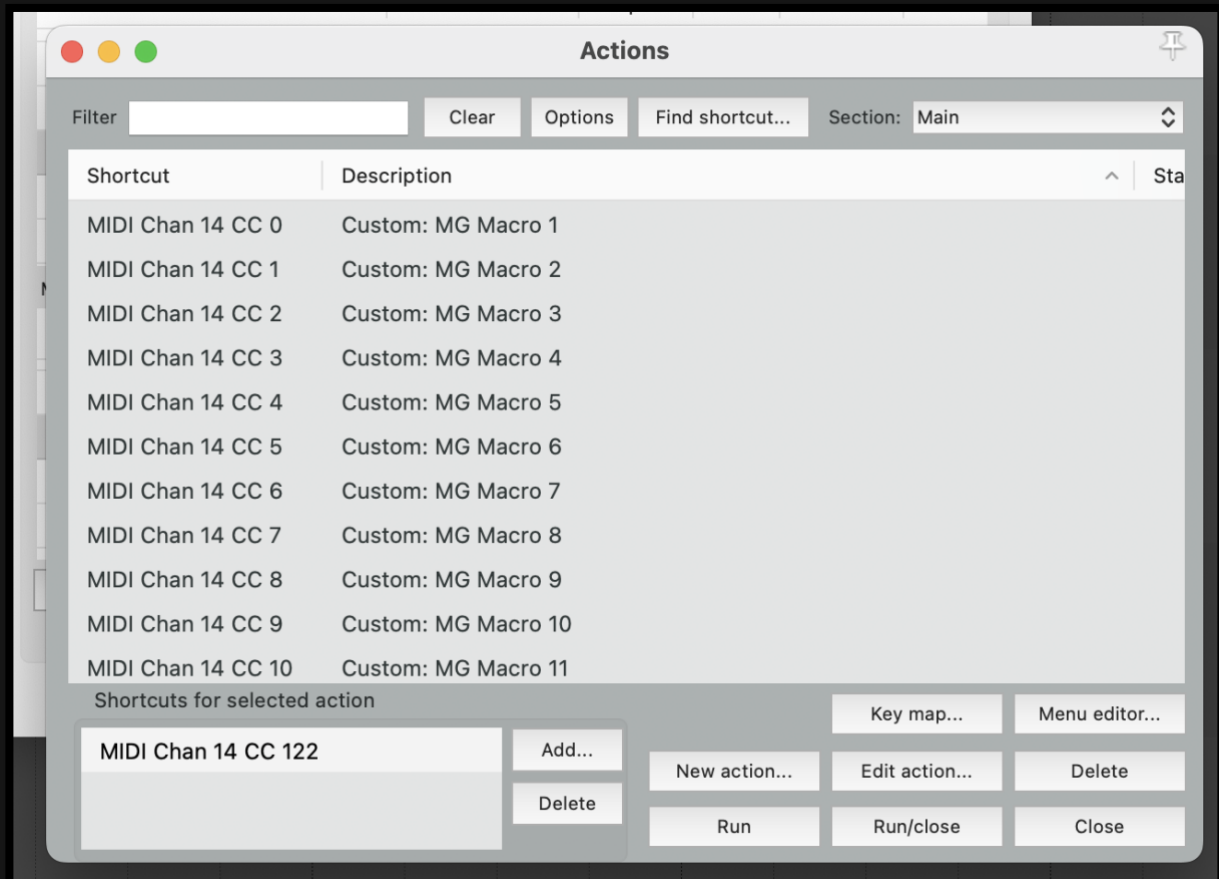 Actions
Filter Clear Options Find shortcut... Section: Main
Shortcut Description Sta
MIDI Chan 14 CC 0 Custom: MG Macro 1
MIDI Chan 14 CC 1 Custom: MG Macro 2
MIDI Chan 14 CC 2 Custom: MG Macro 3
MIDI Chan 14 CC 3 Custom: MG Macro 4
MIDI Chan 14 CC 4 Custom: MG Macro 5
MIDI Chan 14 CC 5 Custom: MG Macro 6
MIDI Chan 14 CC 6 Custom: MG Macro 7
MIDI Chan 14 CC 7 Custom: MG Macro 8
MIDI Chan 14 CC 8 Custom: MG Macro 9
MIDI Chan 14 CC 9 Custom: MG Macro 10
MIDI Chan 14 CC 10 Custom: MG Macro 11
Shortcuts for selected action
MIDI Chan 14 CC 122
Add...
Delete
Key map... Menu editor...
New action... Edit action... Delete
Run Run/close Close